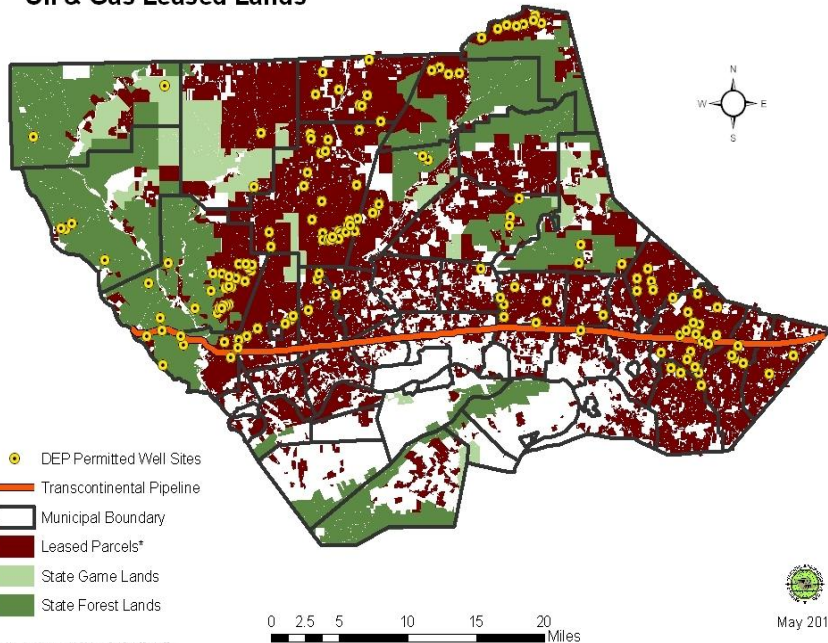 Oil & Gas Leased Lands
N
W E
S
DEP Permitted Well Sites
Transcontinental Pipeline
Municipal Boundary
Leased Parcels*
State Game Lands
State Forest Lands
0 2.5 5 10 15 20
Miles
May 201